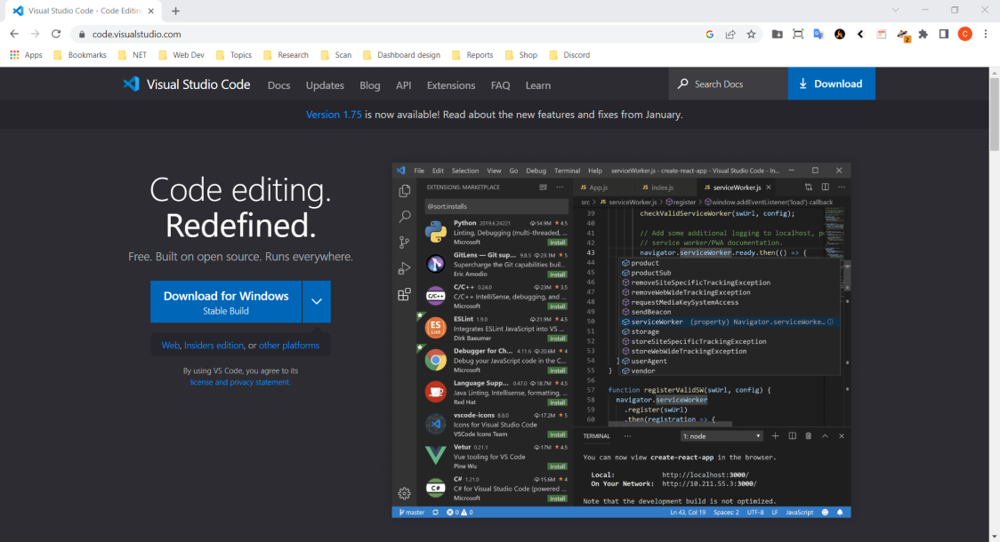 Visual Studio Code - Code Editin
code.visualstudio.com
C
2
Apps Bookmarks .NET Web Dev Topics Research Scan Dashboard design Reports Shop Discord
Visual Studio Code Docs Updates Blog API Extensions FAQ Learn Search Docs Download
Version 1.75 is now available! Read about the new features and fixes from January.
Code editing.
Redefined.
Free. Built on open source. Runs everywhere.
Download for Windows
Stable Build
Web, Insiders edition, or other platforms
By using VS Code, you agree to its
license and privacy statement.
File Edit Selection View Go Debug Terminal Help serviceWorker.js - create-react-app - Visual Studio Code - In...
EXTENSIONS: MARKETPLACE
@sort:installs
Python 2019.6.24221 54.9M 4.5
Linting, Debugging (multi-threaded, ...
Microsoft Install
GitLens — Git sup... 9.8.5 23.1M 5
Supercharge the Git capabilities buil...
Eric Amodio Install
C/C++ 0.24.0 23M 3.5
C/C++ IntelliSense, debugging, and ...
Microsoft Install
ESLint 1.9.0 21.9M 4.5
Integrates ESLint JavaScript into VS ...
Dirk Baeumer Install
Debugger for Ch... 4.11.6 20.6M 4
Debug your JavaScript code in the C...
Microsoft Install
Language Supp... 0.47.0 18.7M 4.5
Java Linting, Intellisense, formatting, ...
Red Hat Install
vscode-icons 8.8.0 17.2M 5
Icons for Visual Studio Code
VSCode Icons Team Install
Vetur 0.21.1 17M 4.5
Vue tooling for VS Code
Pine Wu Install
C# 1.21.0 15.6M 4
C# for Visual Studio Code (powered ...
Microsoft Install
JS App.js JS index.js JS serviceWorker.js
src > JS serviceWorker.js > register > window.addEventListener('load') callback
39 checkValidServiceWorker(swUrl, config);
40
41 // Add some additional logging to localhost, p
42 // service worker/PWA documentation.
43 navigator.serviceWorker.ready.then(() => {
44 product
45 productSub
46 removeSiteSpecificTrackingException
47 removeWebWideTrackingException
48 requestMediaKeySystemAccess
49 sendBeacon
50 serviceWorker (property) Navigator.serviceWorke...
51 storage
52 storeSiteSpecificTrackingException
53 storeWebWideTrackingException
54 ] userAgent
55 } vendor
56
57 function registerValidSW(swUrl, config) {
58 navigator.serviceWorker
59 .register(swUrl)
60 .then(registration => {
TERMINAL ... 1: node
You can now view create-react-app in the browser.
Local: http://localhost:3000/
On Your Network: http://10.211.55.3:3000/
Note that the development build is not optimized.
master 0 0 Ln 43, Col 19 Spaces: 2 UTF-8 LF JavaScript